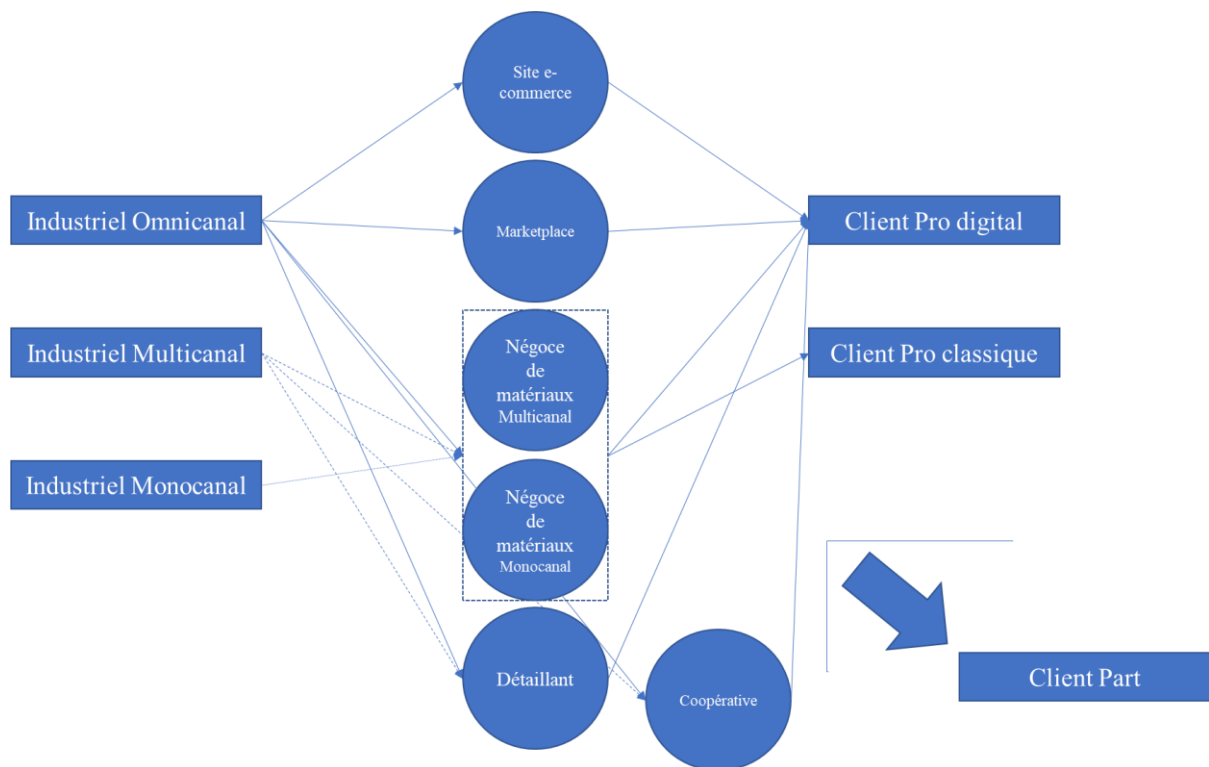 Site e-
commerce
Industriel Omnicanal
Marketplace
Client Pro digital
Industriel Multicanal
Négoce
de
matériaux
Multicanal
Client Pro classique
Industriel Monocanal
Négoce
de
matériaux
Monocanal
Détaillant
Coopérative
Client Part